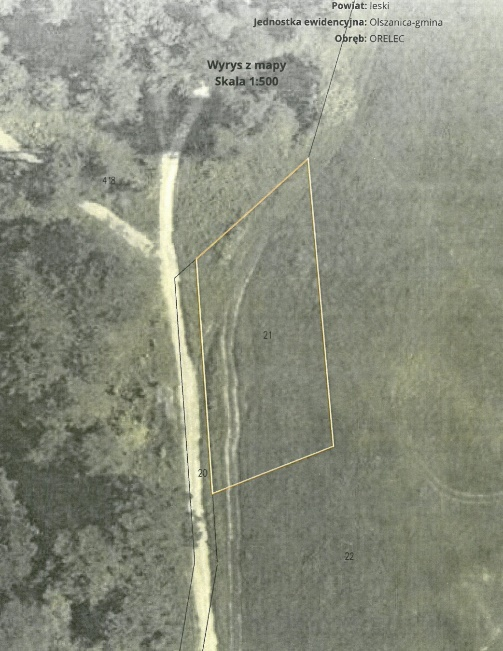 Powiat: leski
Jednostka ewidencyjna: Olszanica-gmina
Obręb: ORELEC
Wyrys z mapy
Skala 1:500
21
20
22